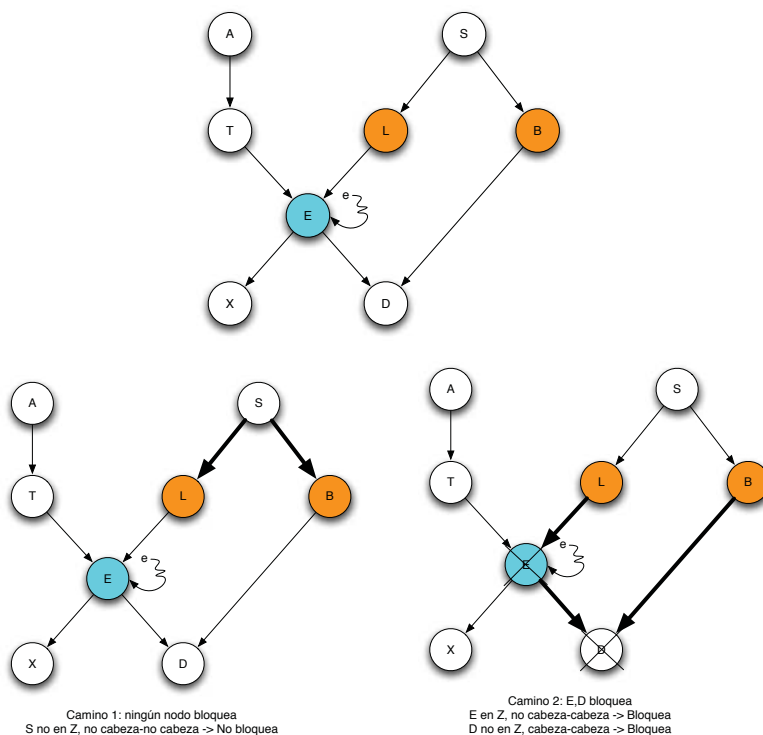 A
S
T
L
B
e
E
X
D
A
S
T
L
B
e
E
X
D
Camino 1: ningún nodo bloquea
S no en Z, no cabeza-no cabeza -> No bloquea
A
S
T
L
B
e
E
X
D
Camino 2: E,D bloquea
E en Z, no cabeza-cabeza -> Bloquea
D no en Z, cabeza-cabeza -> Bloquea